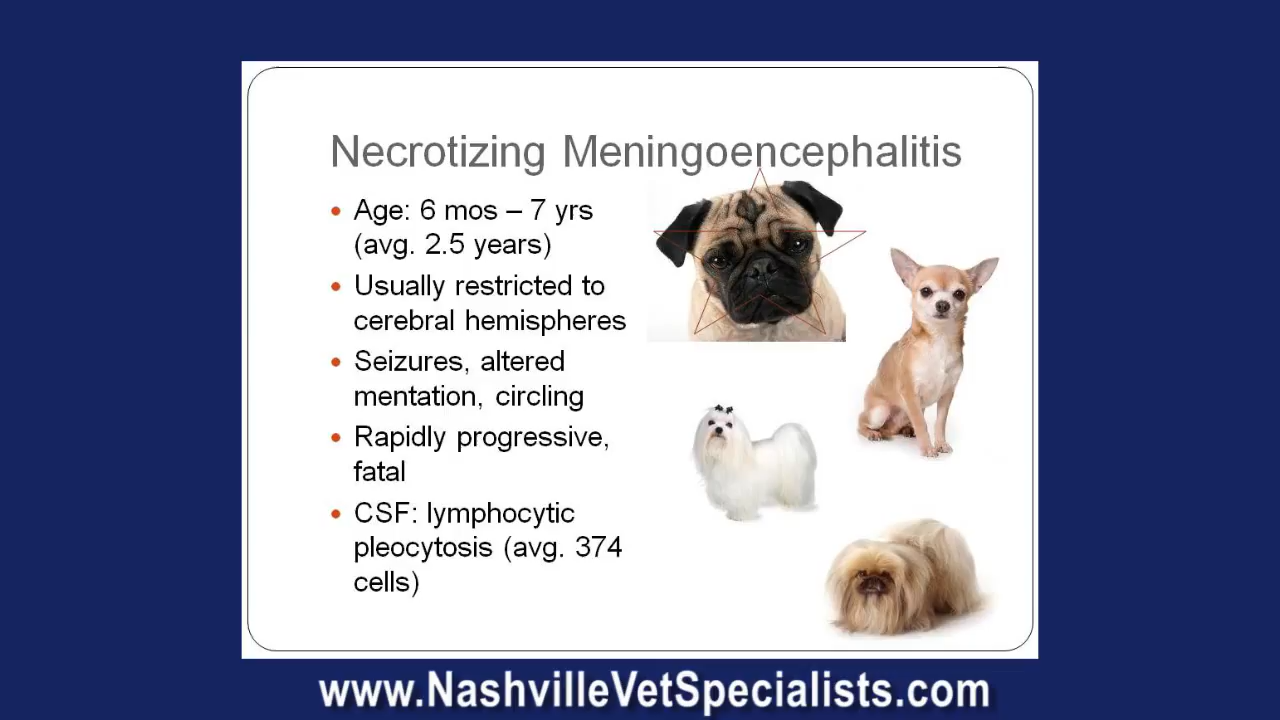 Necrotizing Meningoencephalitis
• Age: 6 mos – 7 yrs
(avg. 2.5 years)
• Usually restricted to
cerebral hemispheres
• Seizures, altered
mentation, circling
• Rapidly progressive,
fatal
• CSF: lymphocytic
pleocytosis (avg. 374
cells)
www.NashvilleVetSpecialists.com